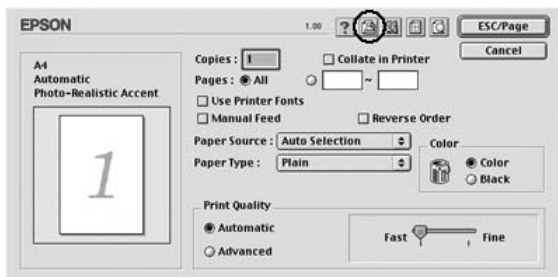 EPSON 1.00 ? ESC/Page
Cancel
A4
Automatic
Photo-Realistic Accent
1
Copies : 1 Collate in Printer
Pages : All ~
Use Printer Fonts
Manual Feed Reverse Order
Paper Source : Auto Selection
Paper Type : Plain
Color
Color
Black
Print Quality
Automatic
Advanced
Fast Fine